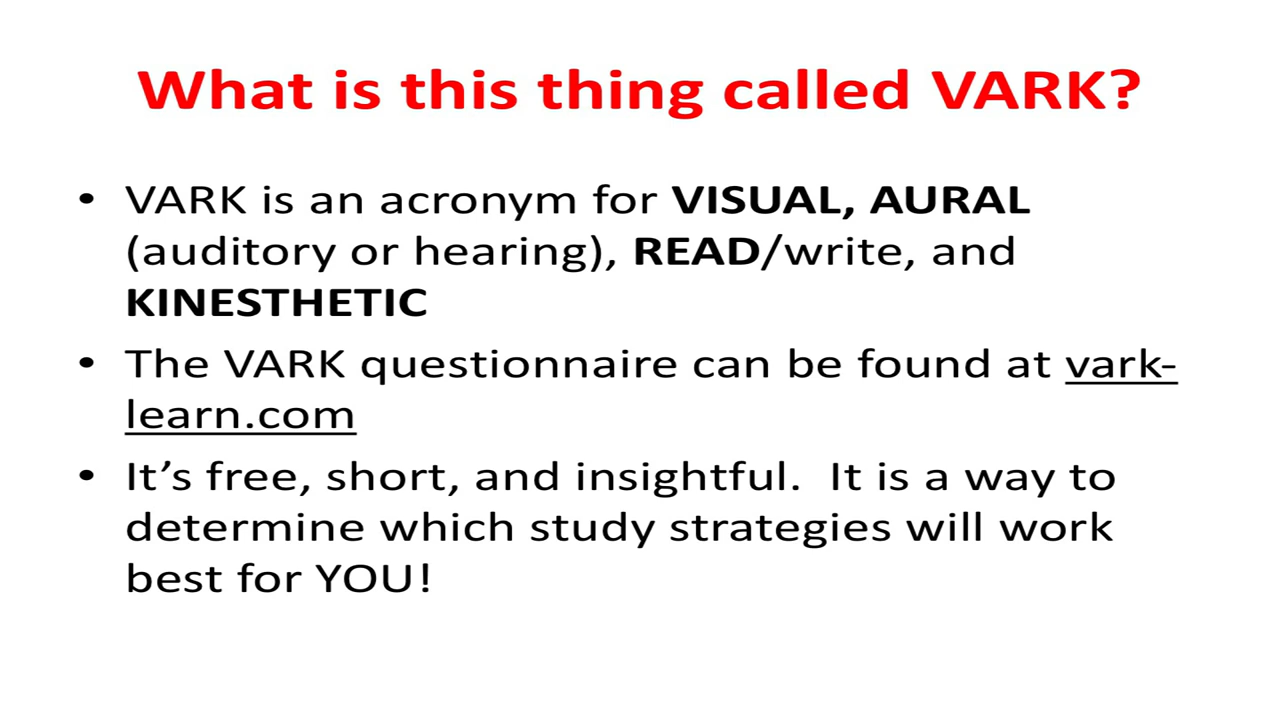 What is this thing called VARK?
• VARK is an acronym for VISUAL, AURAL
(auditory or hearing), READ/write, and
KINESTHETIC
• The VARK questionnaire can be found at vark-
learn.com
• It’s free, short, and insightful.  It is a way to
determine which study strategies will work
best for YOU!